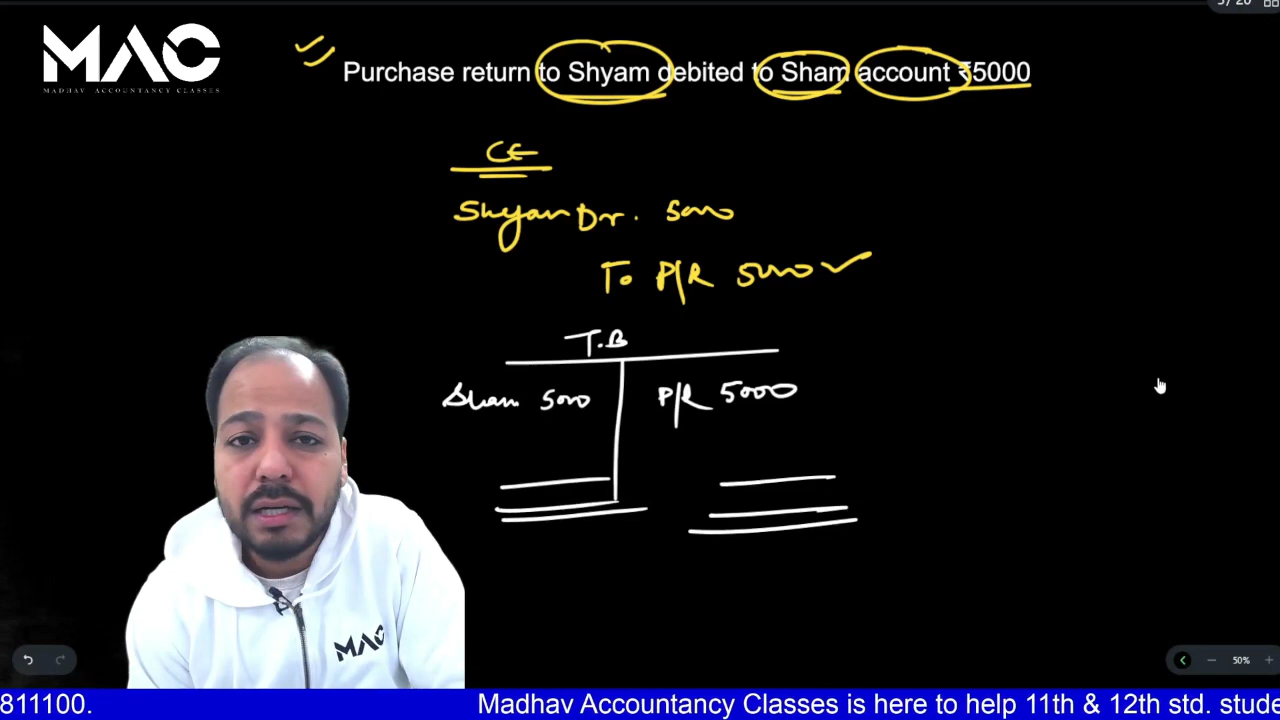 MAC
MADHAV ACCOUNTANCY CLASSES
Purchase return to Shyam debited to Sham account ₹5000
CE
Shyam Dr. 5000
To P/R 5000
T.B
Sham 5000
P/R 5000
MAC
50%
811100.
Madhav Accountancy Classes is here to help 11th & 12th std. stude